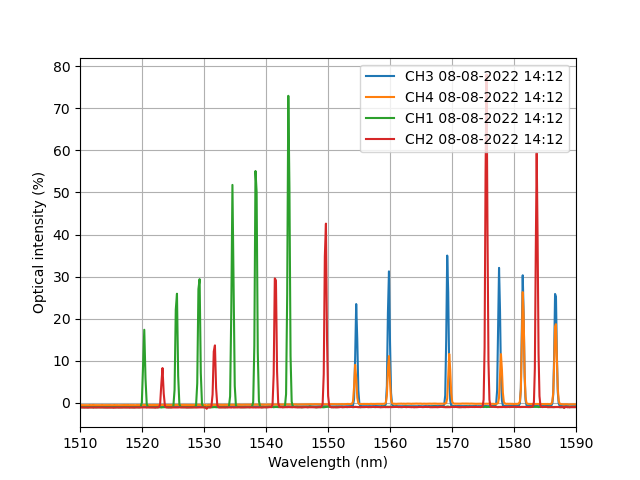 80
70
60
50
40
30
20
10
0
Optical intensity (%)
CH3 08-08-2022 14:12
CH4 08-08-2022 14:12
CH1 08-08-2022 14:12
CH2 08-08-2022 14:12
1510 1520 1530 1540 1550 1560 1570 1580 1590
Wavelength (nm)